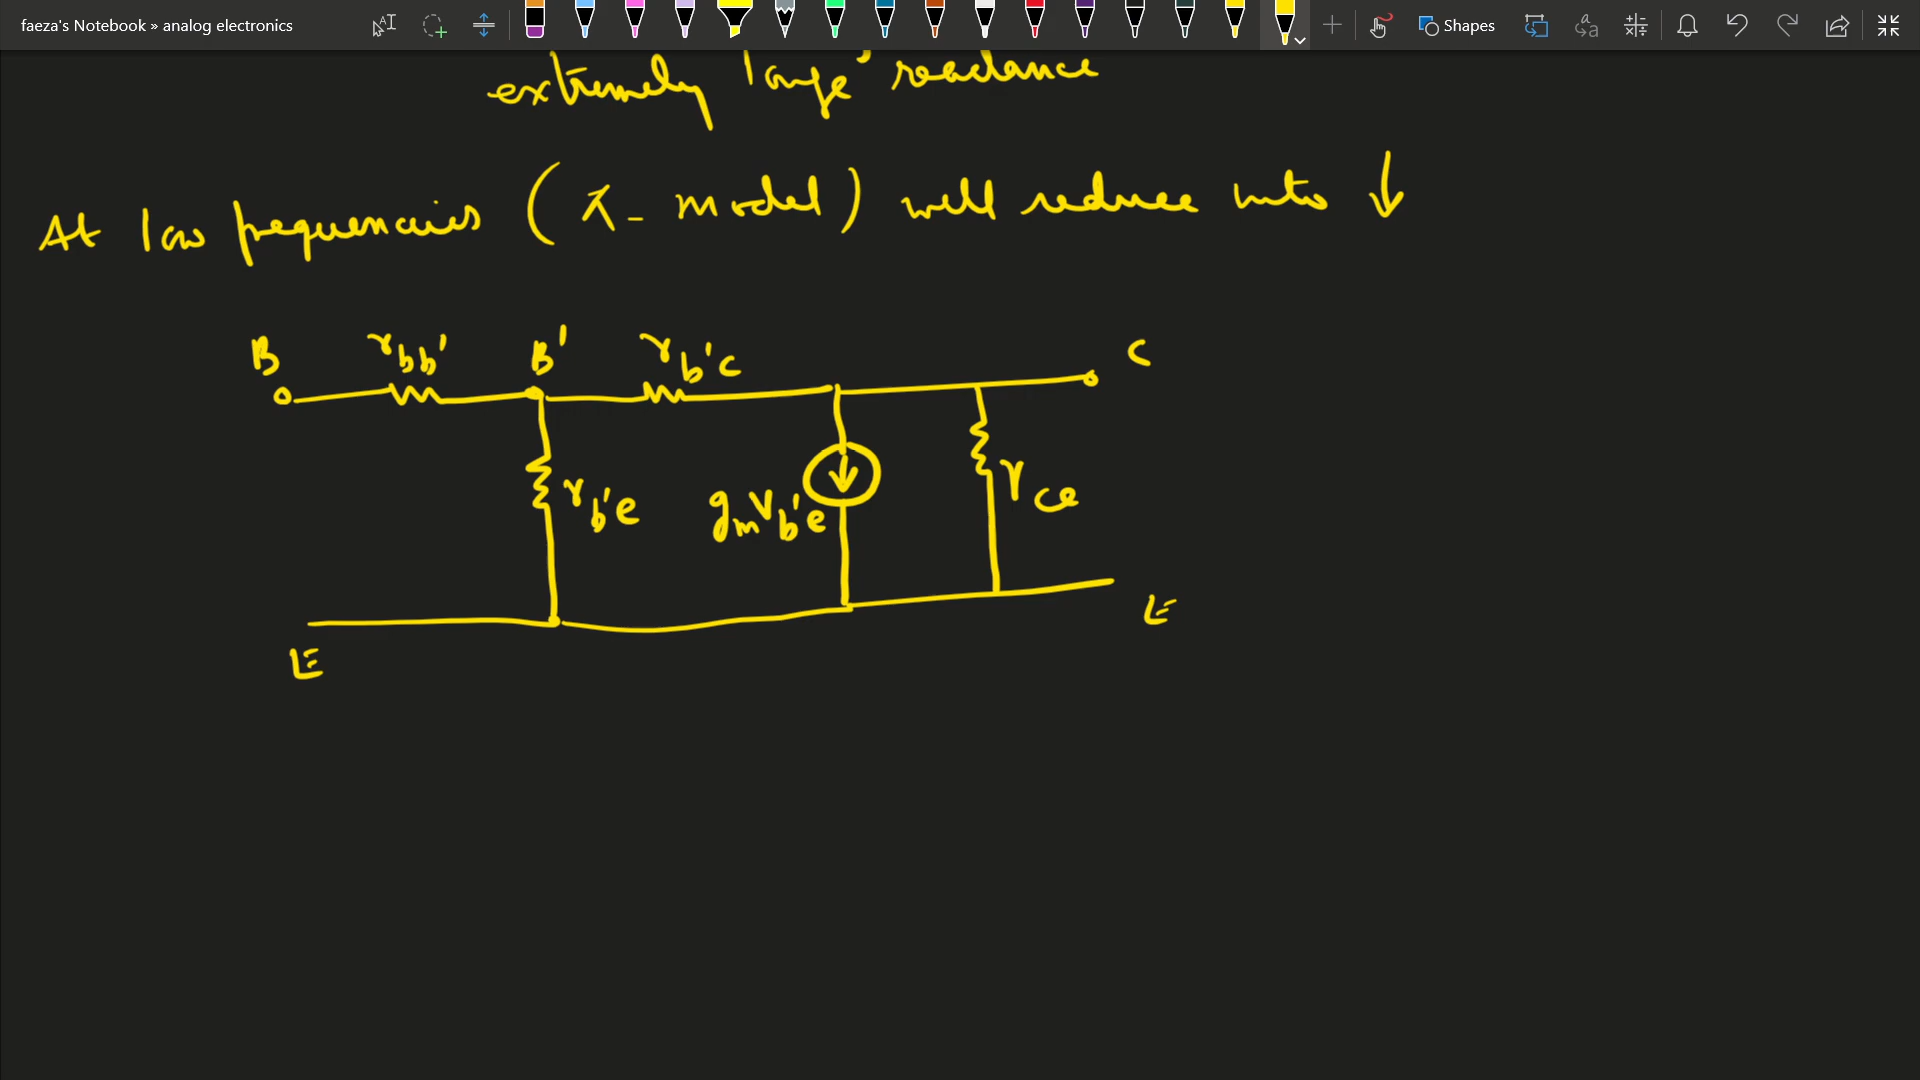 faeza's Notebook » analog electronics
Shapes
extremely large reactance
At low frequencies (π - model) will reduce into ↓
B rbb' B' rb'c C
rb'e gmVb'e rce
E E